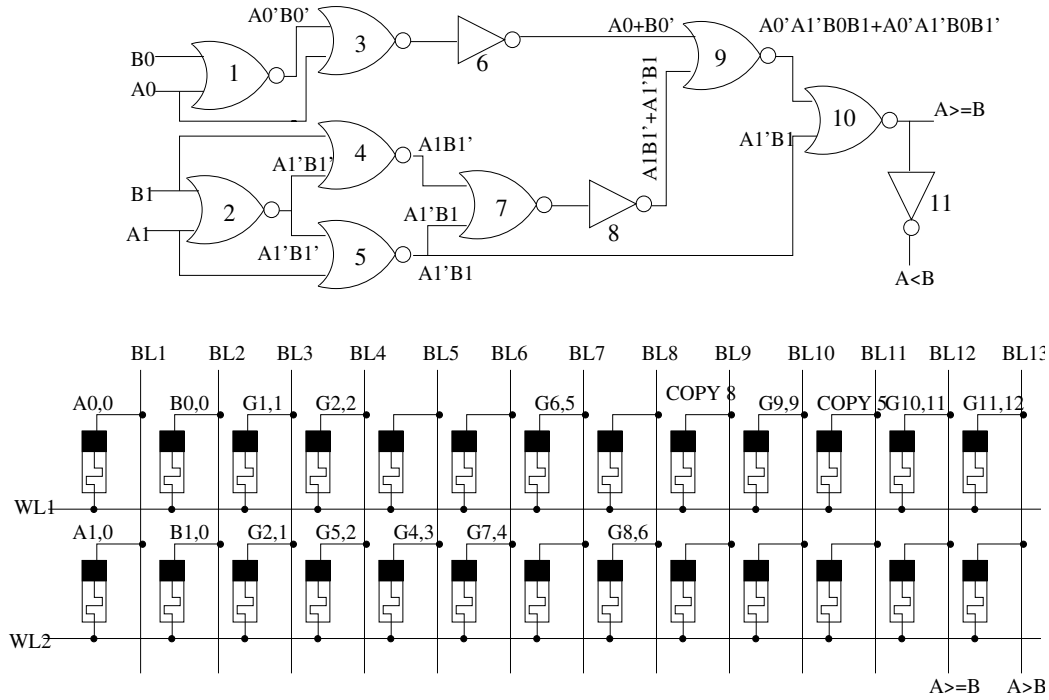 A0'B0'
B0
A0
1
3
6
A0+B0'
A0'A1'B0B1+A0'A1'B0B1'
9
10
A>=B
A1'B1
11
A<B
B1
A1
2
A1'B1'
A1'B1'
4
5
A1B1'
A1'B1
A1'B1
7
8
A1B1'+A1'B1
BL1 BL2 BL3 BL4 BL5 BL6 BL7 BL8 BL9 BL10 BL11 BL12 BL13
A0,0 B0,0 G1,1 G2,2 G6,5 COPY 8 G9,9 COPY 5 G10,11 G11,12
WL1
A1,0 B1,0 G2,1 G5,2 G4,3 G7,4 G8,6
WL2
A>=B A>B